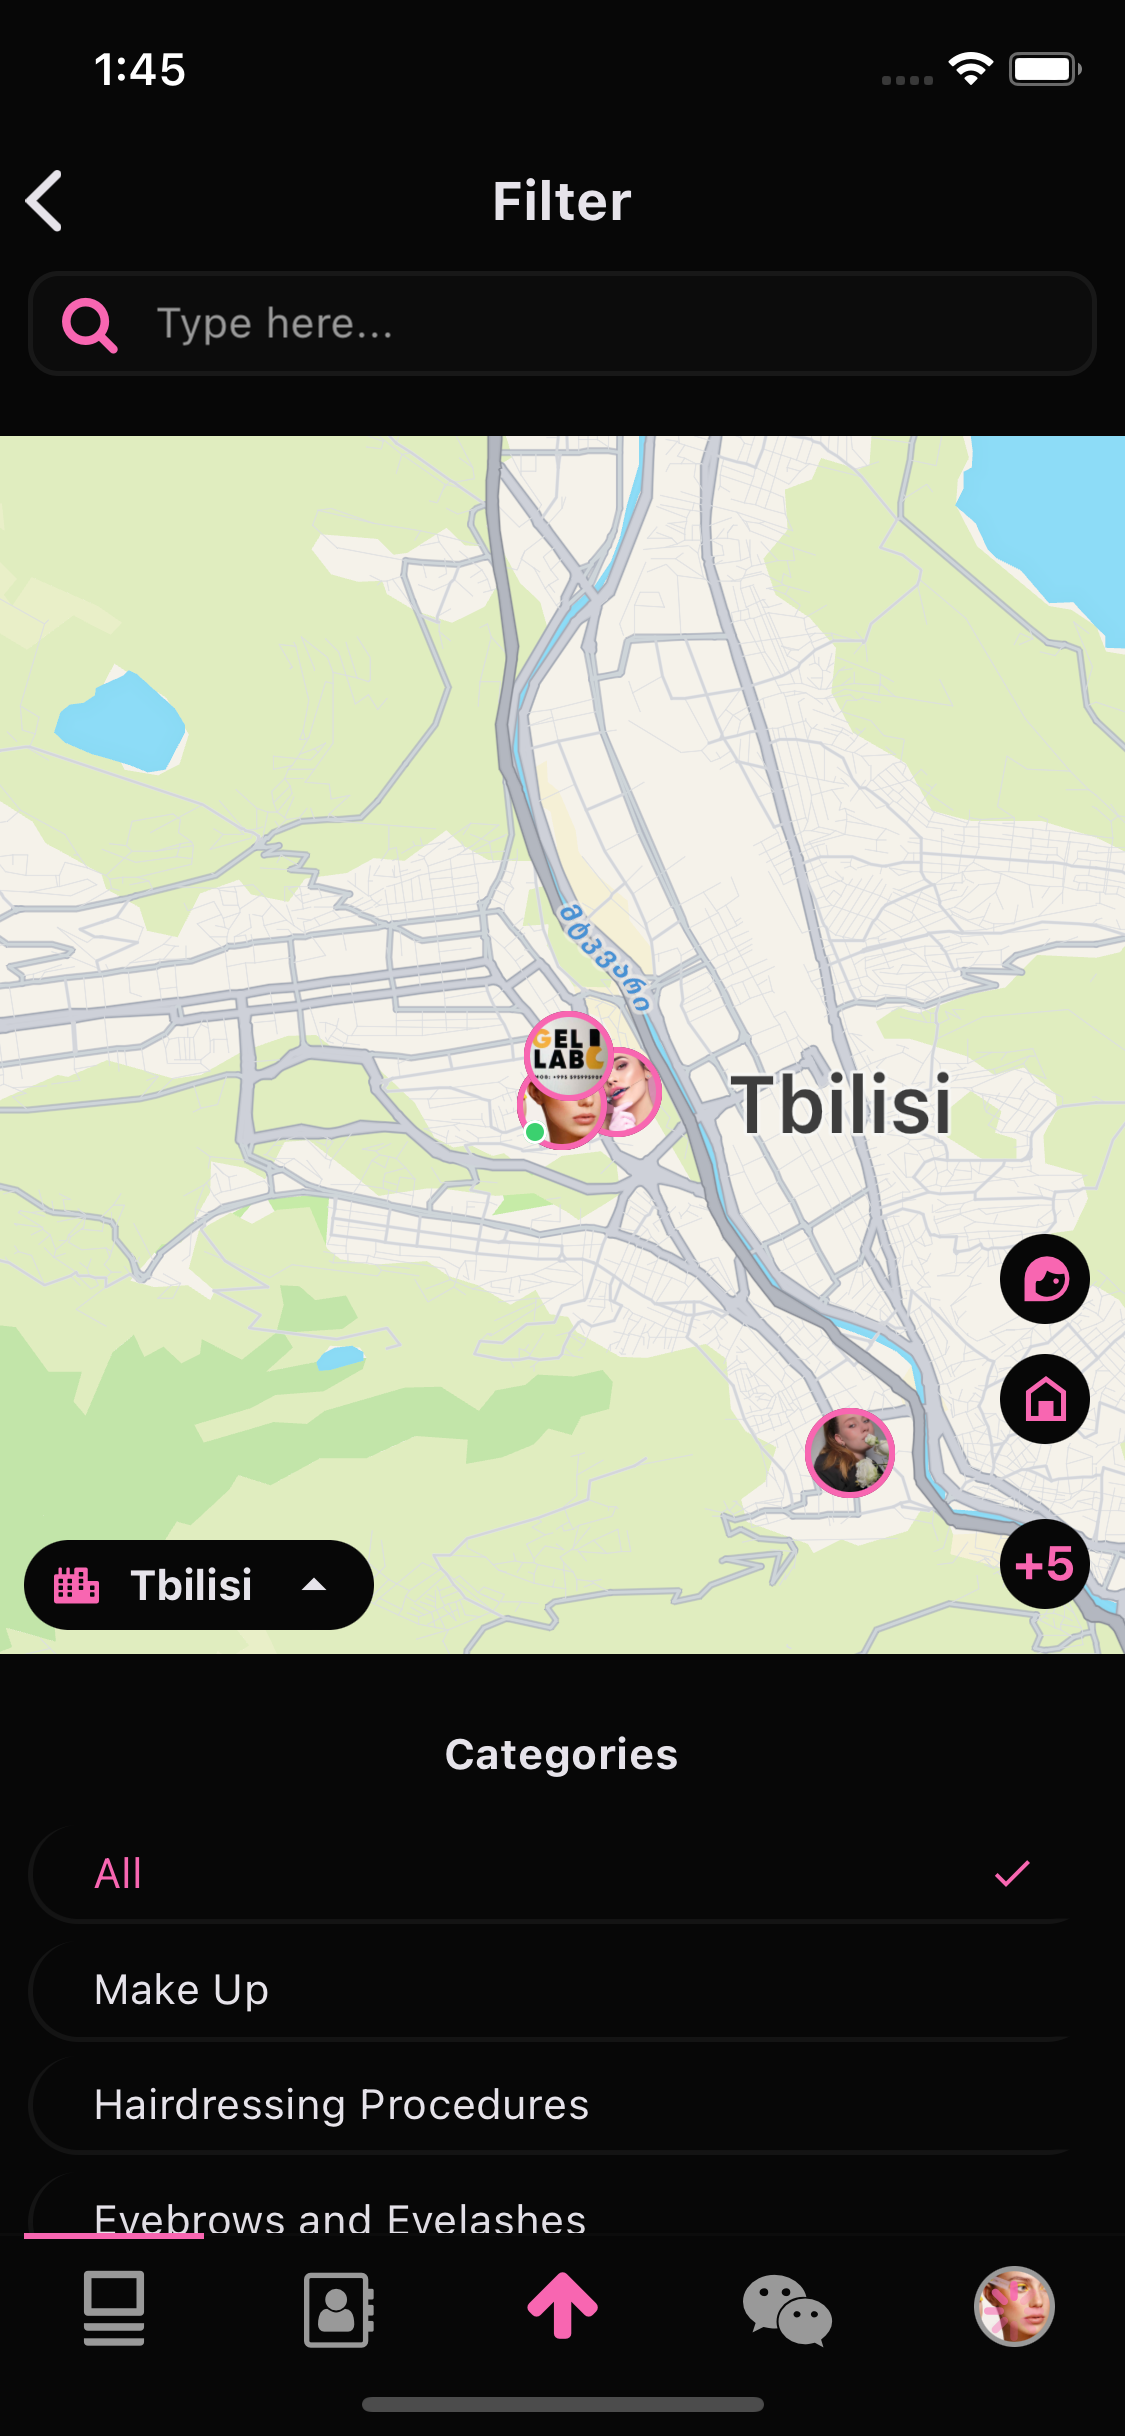 1:45
Filter
Type here...
მტკვარი
GEL
LAB
Tbilisi
+5
Tbilisi
Categories
All
Make Up
Hairdressing Procedures
Eyebrows and Eyelashes